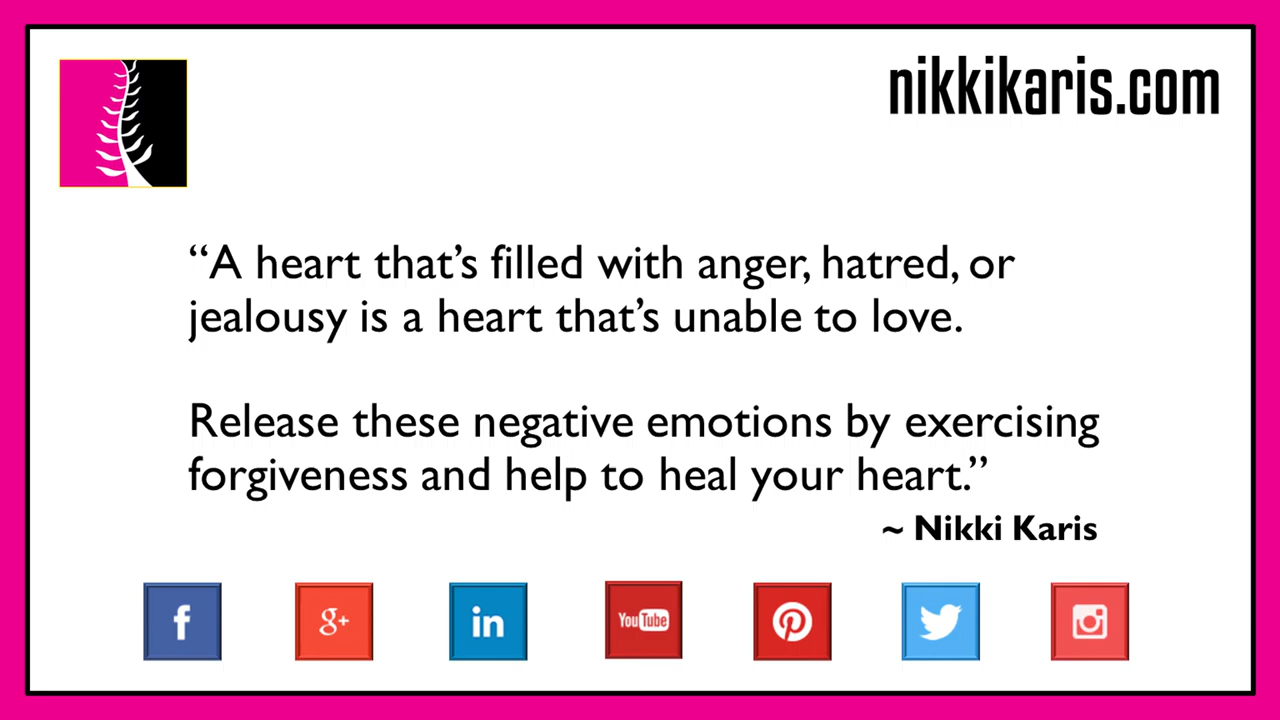 nikkikaris.com
“A heart that’s filled with anger, hatred, or
jealousy is a heart that’s unable to love.
Release these negative emotions by exercising
forgiveness and help to heal your heart.”
~ Nikki Karis
f g+ in YouTube